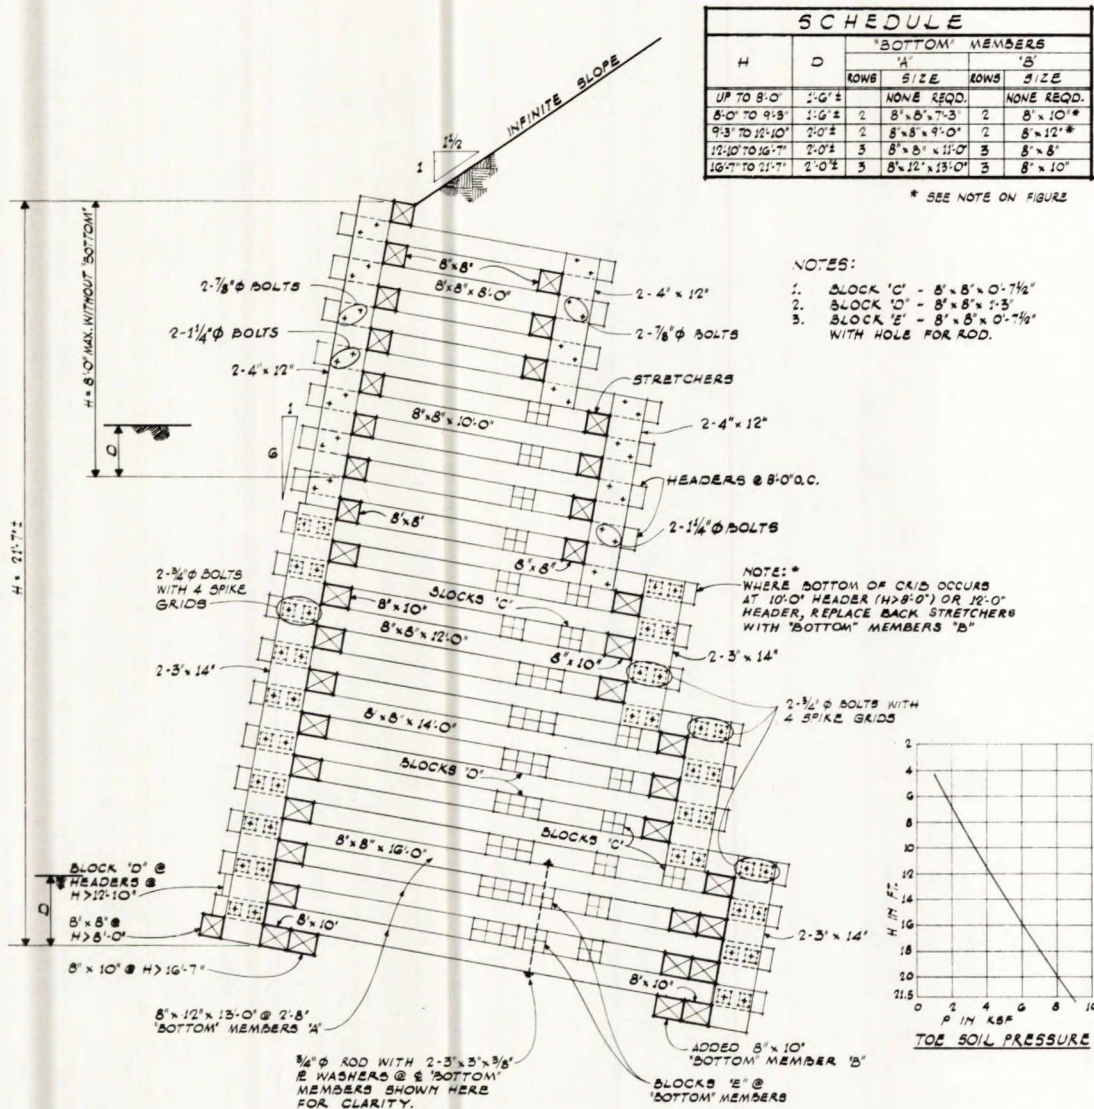 SCHEDULE
H D "BOTTOM" MEMBERS
"A" "B"
ROWS SIZE ROWS SIZE
UP TO 8'-0" 1'-6"± NONE REQD. NONE REQD.
8'-0" TO 9'-3" 1'-6"± 2 8"x8"x7'-3" 2 8"x10"*
9'-3" TO 12'-10" 2'-0"± 2 8"x8"x9'-0" 2 8"x12"*
12'-10" TO 16'-7" 2'-0"± 3 8"x8"x11'-0" 3 8"x8"
16'-7" TO 21'-7" 2'-0"± 3 8"x12"x13'-0" 3 8"x10"
* SEE NOTE ON FIGURE
INFINITE SLOPE
1 1/2
1
NOTES:
1. BLOCK "C" - 8"x8"x0'-7 1/2"
2. BLOCK "D" - 8"x8"x1'-3"
3. BLOCK "E" - 8"x8"x0'-7 1/2"
WITH HOLE FOR ROD.
H = 8'-0" MAX. WITHOUT "BOTTOM"
D
H = 21'-7"±
2-7/8"Φ BOLTS
2-1 1/4"Φ BOLTS
2-4"x12"
8"x8"
8"x8"x8'-0"
2-4"x12"
2-7/8"Φ BOLTS
STRETCHERS
8"x8"x10'-0"
2-4"x12"
1
6
HEADERS @ 8'-0" O.C.
8"x8"
2-1 1/4"Φ BOLTS
8"x8"
2-3/4"Φ BOLTS
WITH 4 SPIKE
GRIDS
BLOCKS "C"
NOTE:*
WHERE BOTTOM OF CRIB OCCURS
AT 10'-0" HEADER (H>8'-0") OR 12'-0"
HEADER, REPLACE BACK STRETCHERS
WITH "BOTTOM" MEMBERS "B"
8"x10"
8"x8"x12'-0"
8"x10"
2-3"x14"
2-3"x14"
2-3/4"Φ BOLTS WITH
4 SPIKE GRIDS
8"x8"x14'-0"
BLOCKS "D"
BLOCKS "C"
8"x8"x16'-0"
BLOCK "D" @
HEADERS @
H>12'-10"
D
8"x8" @
H>8'-0"
8"x10"
2-3"x14"
8"x10" @ H>16'-7"
8"x10"
8"x12"x13'-0" @ 2'-8"
"BOTTOM" MEMBERS "A"
3/4"Φ ROD WITH 2-3"x3"x3/8"
℄ WASHERS @ ℄ "BOTTOM"
MEMBERS SHOWN HERE
FOR CLARITY.
ADDED 8"x10"
"BOTTOM" MEMBER "B"
BLOCKS "E" @
"BOTTOM" MEMBERS
2
4
6
8
10
12
14
16
18
20
21.5
H IN FT.
0 2 4 6 8 10
P IN KSF
TOE SOIL PRESSURE